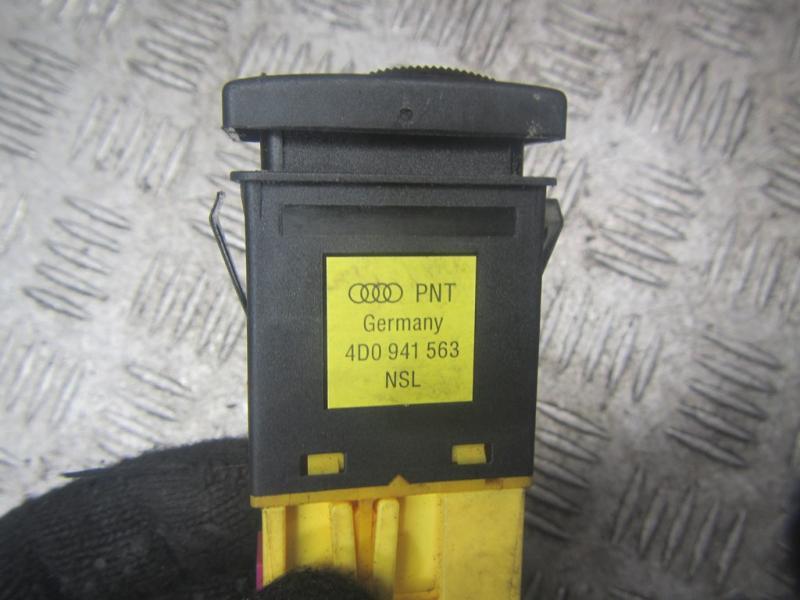 PNT
Germany
4D0 941 563
NSL